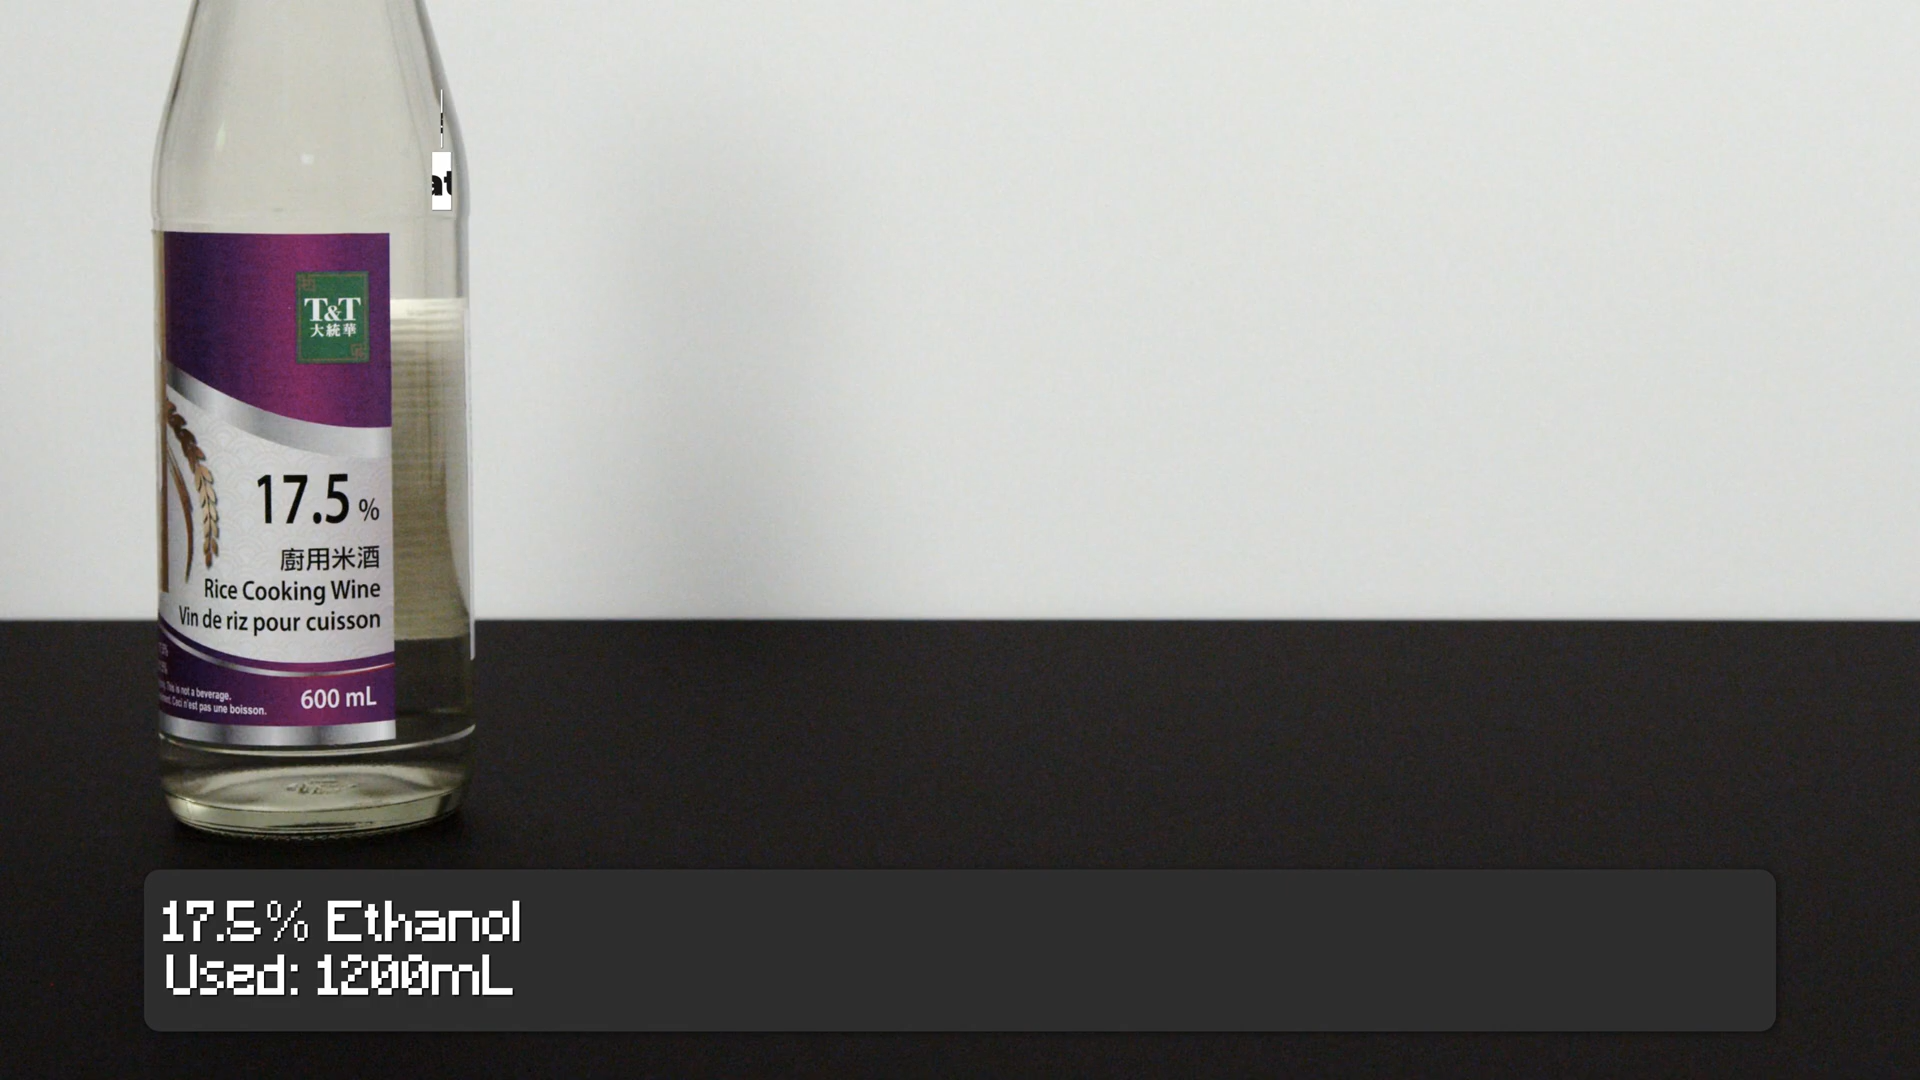 at
T&T
大統華
17.5 %
廚用米酒
Rice Cooking Wine
Vin de riz pour cuisson
This is not a beverage.
Ceci n'est pas une boisson.
600 mL
17.5% Ethanol
Used: 1200mL